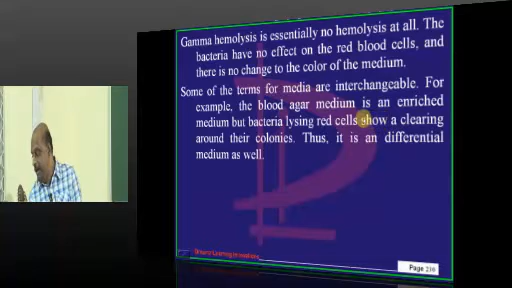 Gamma hemolysis is essentially no hemolysis at all. The
bacteria have no effect on the red blood cells, and
there is no change to the color of the medium.
Some of the terms for media are interchangeable. For
example, the blood agar medium is an enriched
medium but bacteria lysing red cells show a clearing
around their colonies. Thus, it is an differential
medium as well.
Page 216